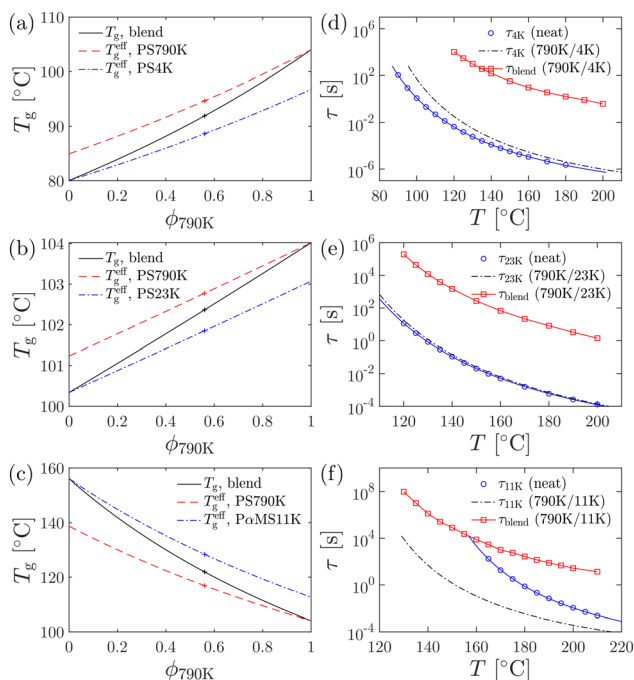 (a)
T_g, blend
T_g^eff, PS790K
T_g^eff, PS4K
T_g [°C]
110
100
90
80
0 0.2 0.4 0.6 0.8 1
ϕ_790K
(d)
τ_4K (neat)
τ_4K (790K/4K)
τ_blend (790K/4K)
τ [s]
10^6
10^0
10^-6
100 120 140 160 180 200
T [°C]
(b)
T_g, blend
T_g^eff, PS790K
T_g^eff, PS23K
T_g [°C]
104
103
102
101
100
0 0.2 0.4 0.6 0.8 1
ϕ_790K
(e)
τ_23K (neat)
τ_23K (790K/23K)
τ_blend (790K/23K)
τ [s]
10^6
10^4
10^2
10^0
10^-2
10^-4
120 140 160 180 200
T [°C]
(c)
T_g, blend
T_g^eff, PS790K
T_g^eff, PαMS11K
T_g [°C]
160
140
120
100
0 0.2 0.4 0.6 0.8 1
ϕ_790K
(f)
τ_11K (neat)
τ_11K (790K/11K)
τ_blend (790K/11K)
τ [s]
10^8
10^4
10^0
10^-4
120 140 160 180 200 220
T [°C]